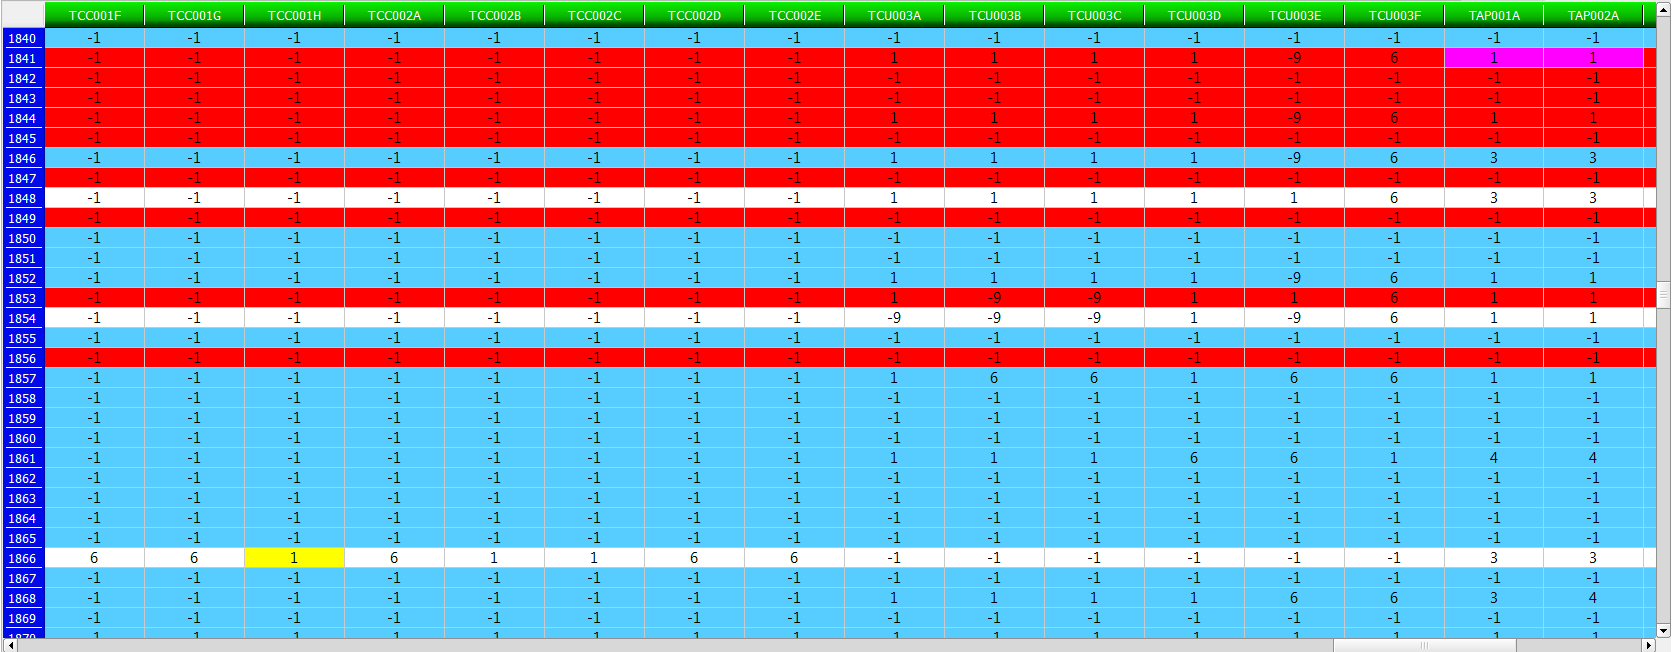 TCC001F TCC001G TCC001H TCC002A TCC002B TCC002C TCC002D TCC002E TCU003A TCU003B TCU003C TCU003D TCU003E TCU003F TAP001A TAP002A
1840 -1 -1 -1 -1 -1 -1 -1 -1 -1 -1 -1 -1 -1 -1 -1 -1
1841 -1 -1 -1 -1 -1 -1 -1 -1 1 1 1 1 -9 6 1 1
1842 -1 -1 -1 -1 -1 -1 -1 -1 -1 -1 -1 -1 -1 -1 -1 -1
1843 -1 -1 -1 -1 -1 -1 -1 -1 -1 -1 -1 -1 -1 -1 -1 -1
1844 -1 -1 -1 -1 -1 -1 -1 -1 1 1 1 1 -9 6 1 1
1845 -1 -1 -1 -1 -1 -1 -1 -1 -1 -1 -1 -1 -1 -1 -1 -1
1846 -1 -1 -1 -1 -1 -1 -1 -1 1 1 1 1 -9 6 3 3
1847 -1 -1 -1 -1 -1 -1 -1 -1 -1 -1 -1 -1 -1 -1 -1 -1
1848 -1 -1 -1 -1 -1 -1 -1 -1 1 1 1 1 1 6 3 3
1849 -1 -1 -1 -1 -1 -1 -1 -1 -1 -1 -1 -1 -1 -1 -1 -1
1850 -1 -1 -1 -1 -1 -1 -1 -1 -1 -1 -1 -1 -1 -1 -1 -1
1851 -1 -1 -1 -1 -1 -1 -1 -1 -1 -1 -1 -1 -1 -1 -1 -1
1852 -1 -1 -1 -1 -1 -1 -1 -1 1 1 1 1 -9 6 1 1
1853 -1 -1 -1 -1 -1 -1 -1 -1 1 -9 -9 1 1 6 1 1
1854 -1 -1 -1 -1 -1 -1 -1 -1 -9 -9 -9 1 -9 6 1 1
1855 -1 -1 -1 -1 -1 -1 -1 -1 -1 -1 -1 -1 -1 -1 -1 -1
1856 -1 -1 -1 -1 -1 -1 -1 -1 -1 -1 -1 -1 -1 -1 -1 -1
1857 -1 -1 -1 -1 -1 -1 -1 -1 1 6 6 1 6 6 1 1
1858 -1 -1 -1 -1 -1 -1 -1 -1 -1 -1 -1 -1 -1 -1 -1 -1
1859 -1 -1 -1 -1 -1 -1 -1 -1 -1 -1 -1 -1 -1 -1 -1 -1
1860 -1 -1 -1 -1 -1 -1 -1 -1 -1 -1 -1 -1 -1 -1 -1 -1
1861 -1 -1 -1 -1 -1 -1 -1 -1 1 1 1 6 6 1 4 4
1862 -1 -1 -1 -1 -1 -1 -1 -1 -1 -1 -1 -1 -1 -1 -1 -1
1863 -1 -1 -1 -1 -1 -1 -1 -1 -1 -1 -1 -1 -1 -1 -1 -1
1864 -1 -1 -1 -1 -1 -1 -1 -1 -1 -1 -1 -1 -1 -1 -1 -1
1865 -1 -1 -1 -1 -1 -1 -1 -1 -1 -1 -1 -1 -1 -1 -1 -1
1866 6 6 1 6 1 1 6 6 -1 -1 -1 -1 -1 -1 3 3
1867 -1 -1 -1 -1 -1 -1 -1 -1 -1 -1 -1 -1 -1 -1 -1 -1
1868 -1 -1 -1 -1 -1 -1 -1 -1 1 1 1 1 6 6 3 4
1869 -1 -1 -1 -1 -1 -1 -1 -1 -1 -1 -1 -1 -1 -1 -1 -1